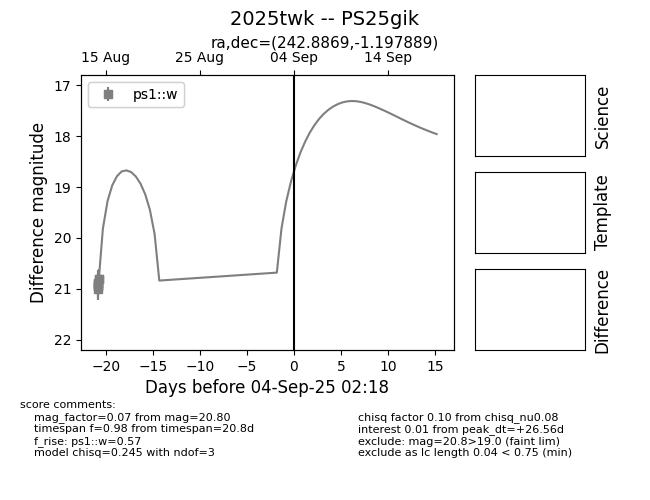 2025twk -- PS25gik
ra,dec=(242.8869,-1.197889)
15 Aug 25 Aug 04 Sep 14 Sep
ps1::w
17
18
19
20
21
22
Difference magnitude
−20 −15 −10 −5 0 5 10 15
Days before 04-Sep-25 02:18
Science
Template
Difference
score comments:
mag_factor=0.07 from mag=20.80
timespan f=0.98 from timespan=20.8d
f_rise: ps1::w=0.57
model chisq=0.245 with ndof=3
chisq factor 0.10 from chisq_nu0.08
interest 0.01 from peak_dt=+26.56d
exclude: mag=20.8>19.0 (faint lim)
exclude as lc length 0.04 < 0.75 (min)